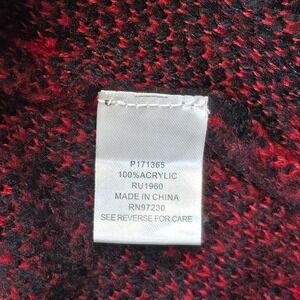 P171365
100%ACRYLIC
RU1960
MADE IN CHINA
RN97230
SEE REVERSE FOR CARE